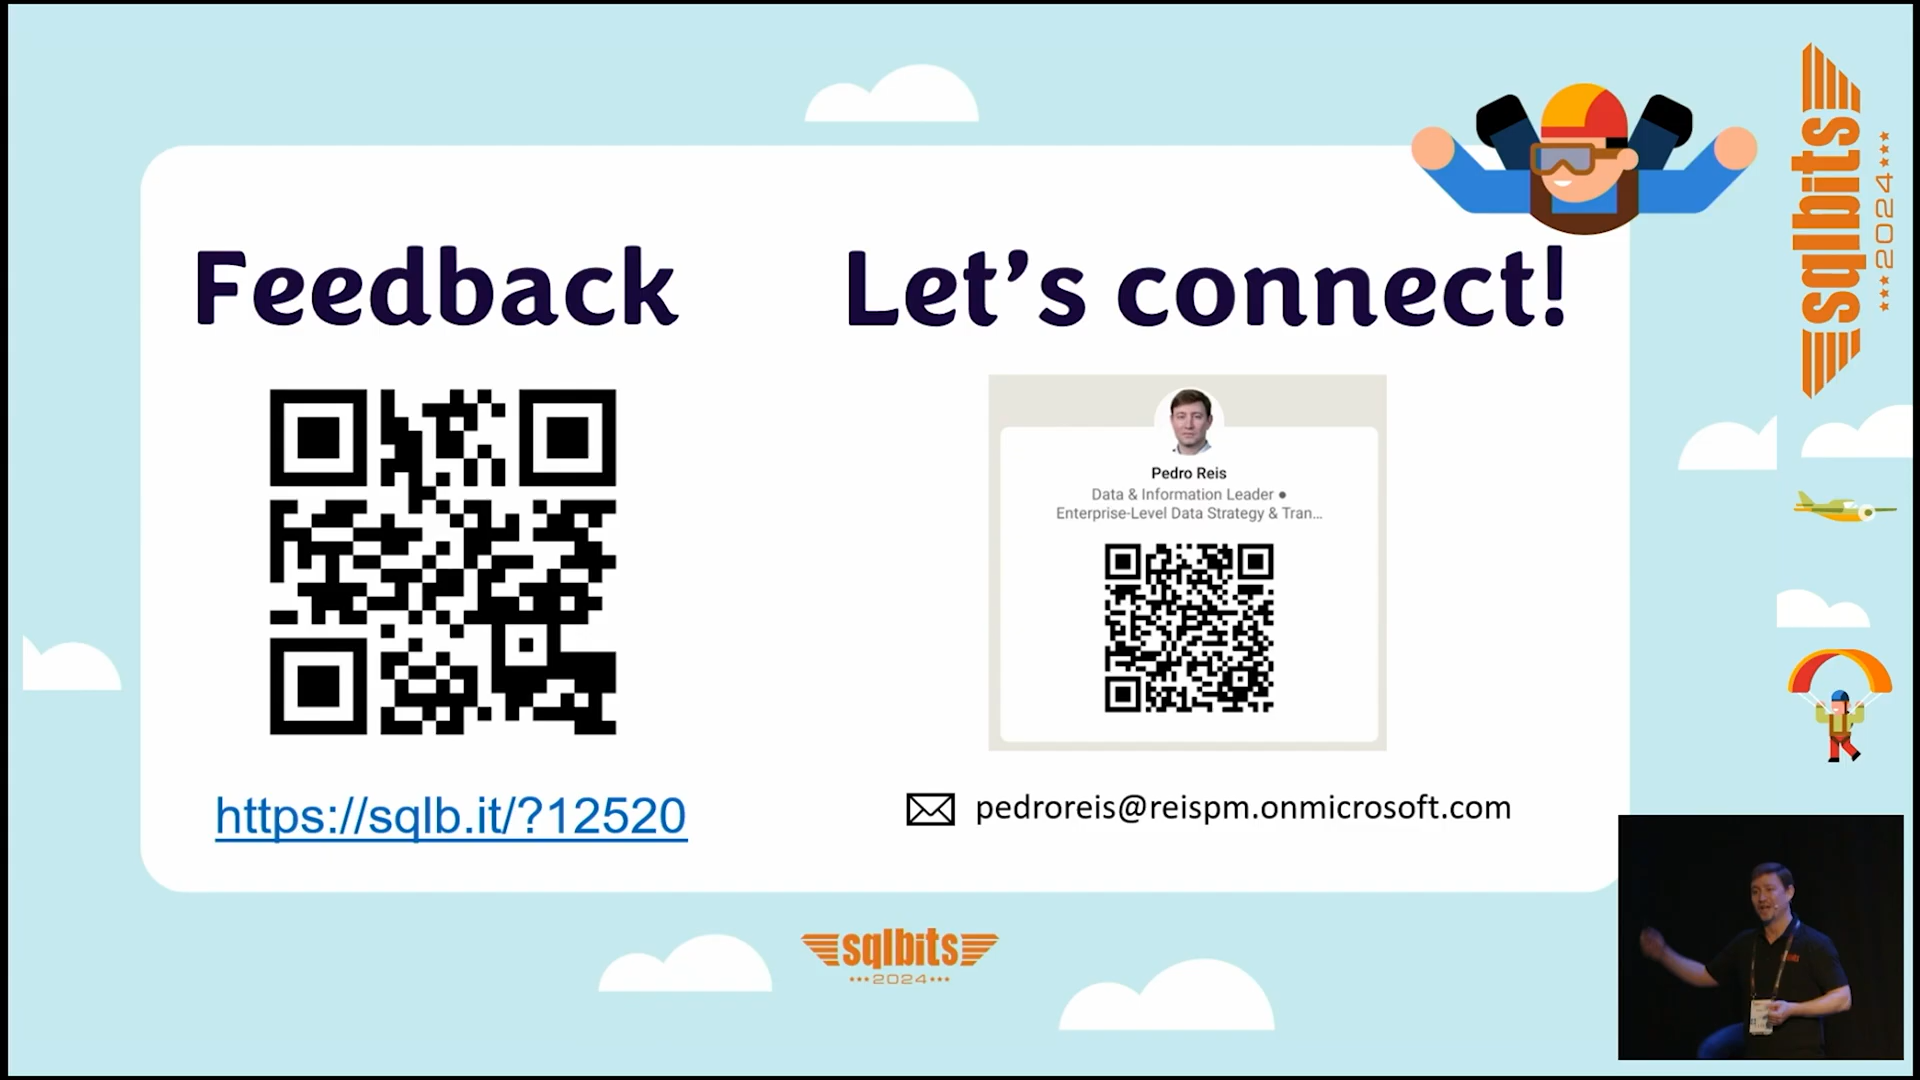 Feedback
https://sqlb.it/?12520
Let's connect!
Pedro Reis
Data & Information Leader ●
Enterprise-Level Data Strategy & Tran...
pedroreis@reispm.onmicrosoft.com
sqlbits
2024
sqlbits
2024